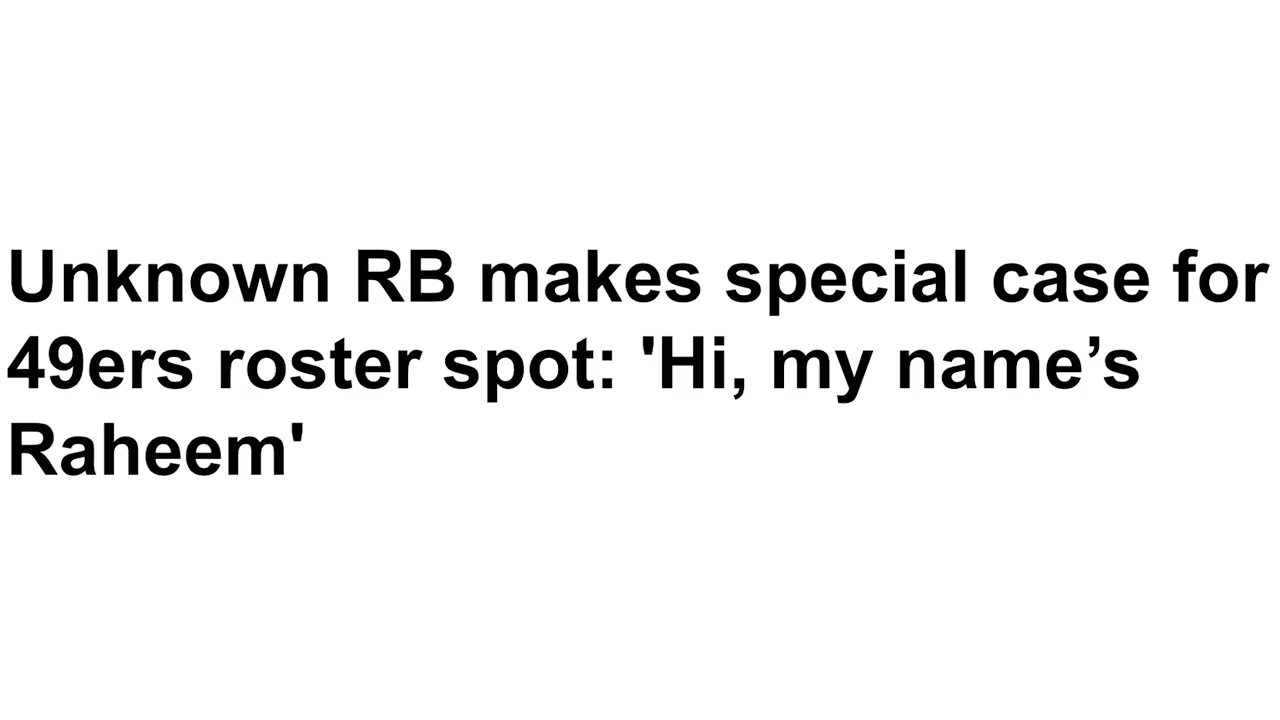 Unknown RB makes special case for
49ers roster spot: 'Hi, my name’s
Raheem'